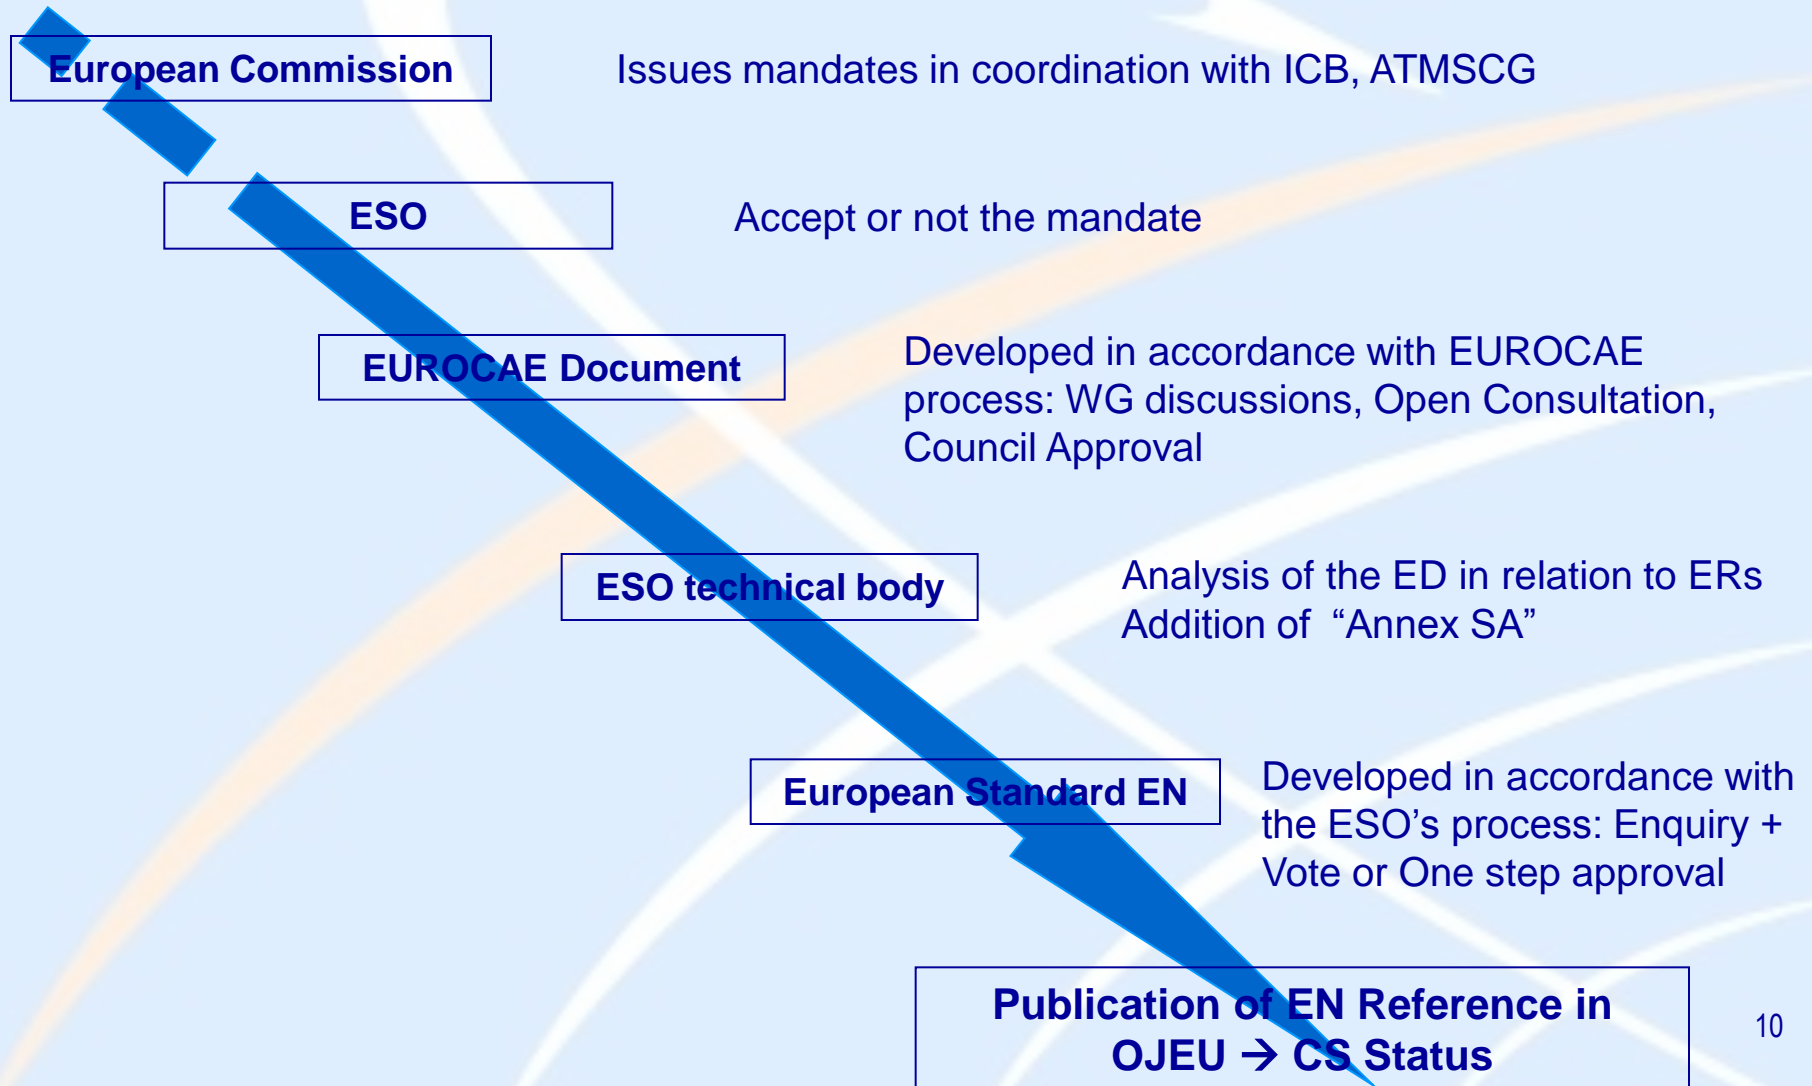 European Commission
Issues mandates in coordination with ICB, ATMSCG
ESO
Accept or not the mandate
EUROCAE Document
Developed in accordance with EUROCAE
process: WG discussions, Open Consultation,
Council Approval
ESO technical body
Analysis of the ED in relation to ERs
Addition of “Annex SA”
European Standard EN
Developed in accordance with
the ESO’s process: Enquiry +
Vote or One step approval
Publication of EN Reference in
OJEU → CS Status
10